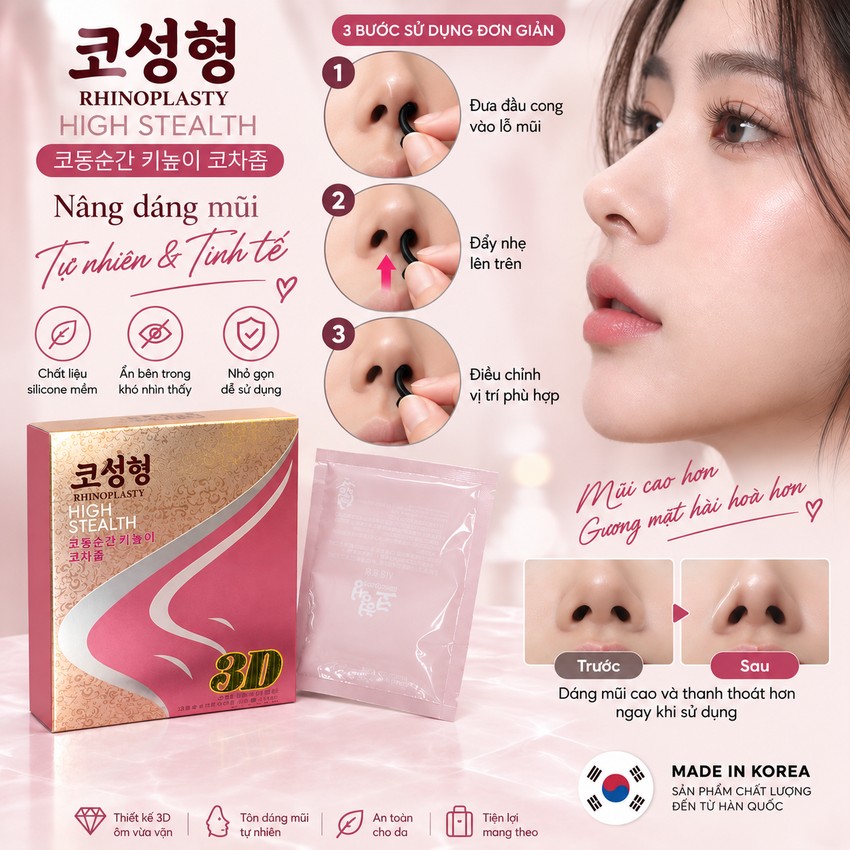 코성형
RHINOPLASTY
HIGH STEALTH
코동순간 키높이 코차좁
Nâng dáng mũi
Tự nhiên & Tinh tế
Chất liệu
silicone mềm
Ẩn bên trong
khó nhìn thấy
Nhỏ gọn
dễ sử dụng
3 BƯỚC SỬ DỤNG ĐƠN GIẢN
1
Đưa đầu cong
vào lỗ mũi
2
Đẩy nhẹ
lên trên
3
Điều chỉnh
vị trí phù hợp
코성형
RHINOPLASTY
HIGH
STEALTH
코동순간 키높이
코차좁
3D
Mũi cao hơn
Gương mặt hài hoà hơn
Trước
Sau
Dáng mũi cao và thanh thoát hơn
ngay khi sử dụng
MADE IN KOREA
SẢN PHẨM CHẤT LƯỢNG
ĐẾN TỪ HÀN QUỐC
Thiết kế 3D
ôm vừa vặn
Tôn dáng mũi
tự nhiên
An toàn
cho da
Tiện lợi
mang theo